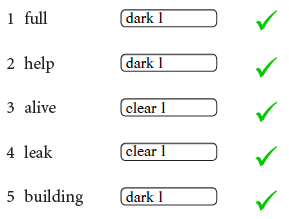 1 full dark l
2 help dark l
3 alive clear l
4 leak clear l
5 building dark l